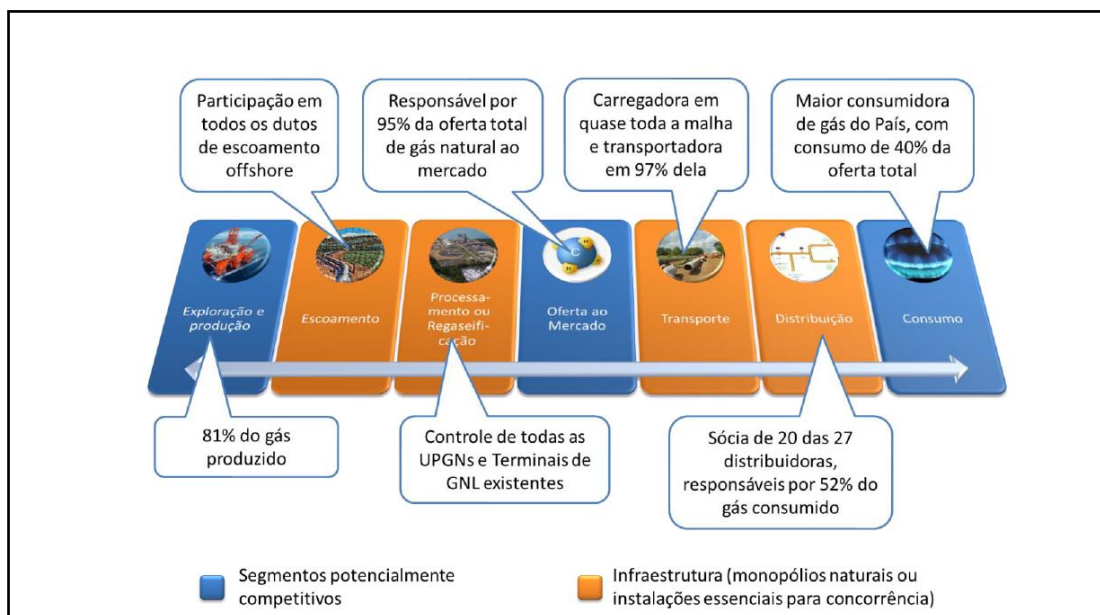 Participação em
todos os dutos
de escoamento
offshore
Responsável por
95% da oferta total
de gás natural ao
mercado
Carregadora em
quase toda a malha
e transportadora
em 97% dela
Maior consumidora
de gás do País, com
consumo de 40% da
oferta total
Exploração e
produção
Escoamento
Processa-
mento ou
Regaseifi-
cação
Oferta ao
Mercado
Transporte
Distribuição
Consumo
81% do gás
produzido
Controle de todas as
UPGNs e Terminais de
GNL existentes
Sócia de 20 das 27
distribuidoras,
responsáveis por 52% do
gás consumido
Segmentos potencialmente
competitivos
Infraestrutura (monopólios naturais ou
instalações essenciais para concorrência)